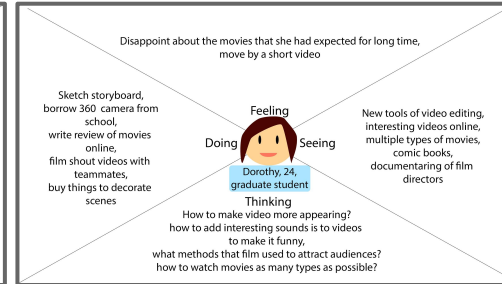 Disappoint about the movies that she had expected for long time,
move by a short video
Feeling
Sketch storyboard,
borrow 360 camera from
school,
write review of movies
online,
film shout videos with
teammates,
buy things to decorate
scenes
Doing
Seeing
New tools of video editing,
interesting videos online,
multiple types of movies,
comic books,
documentaring of film
directors
Dorothy, 24,
graduate student
Thinking
How to make video more appearing?
how to add interesting sounds is to videos
to make it funny,
what methods that film used to attract audiences?
how to watch movies as many types as possible?